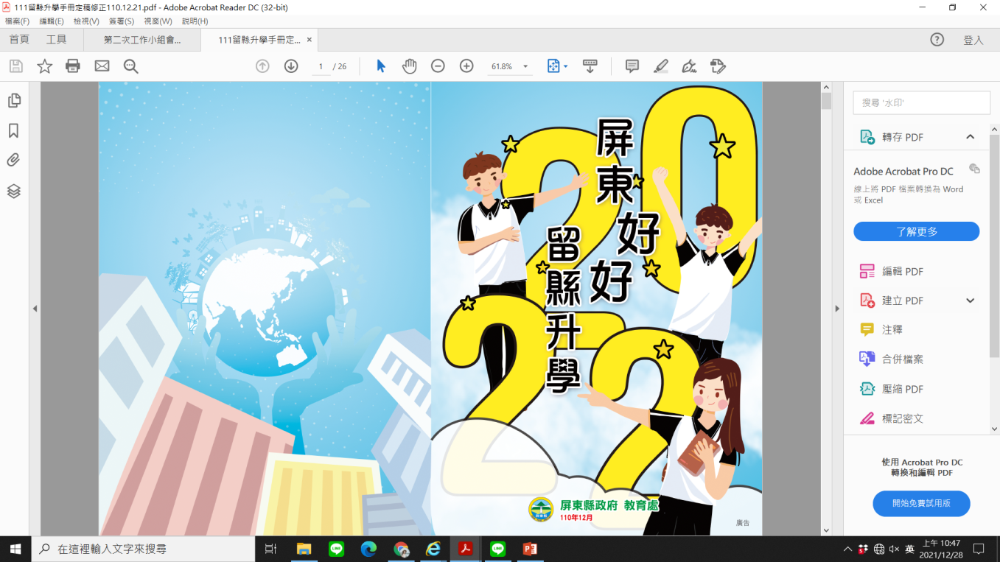 111留縣升學手冊定稿修正110.12.21.pdf - Adobe Acrobat Reader DC (32-bit)
檔案(F) 編輯(E) 檢視(V) 簽署(S) 視窗(W) 說明(H)
首頁 工具 第二次工作小組會... 111留縣升學手冊定... × 登入
1 / 26 61.8%
搜尋 '水印'
轉存 PDF
Adobe Acrobat Pro DC
線上將 PDF 檔案轉換為 Word
或 Excel
了解更多
編輯 PDF
建立 PDF
注釋
合併檔案
壓縮 PDF
標記密文
使用 Acrobat Pro DC
轉換和編輯 PDF
開始免費試用版
20
22
屏東好好
留縣升學
屏東縣政府 教育處
110年12月
廣告
在這裡輸入文字來搜尋
英
上午 10:47
2021/12/28